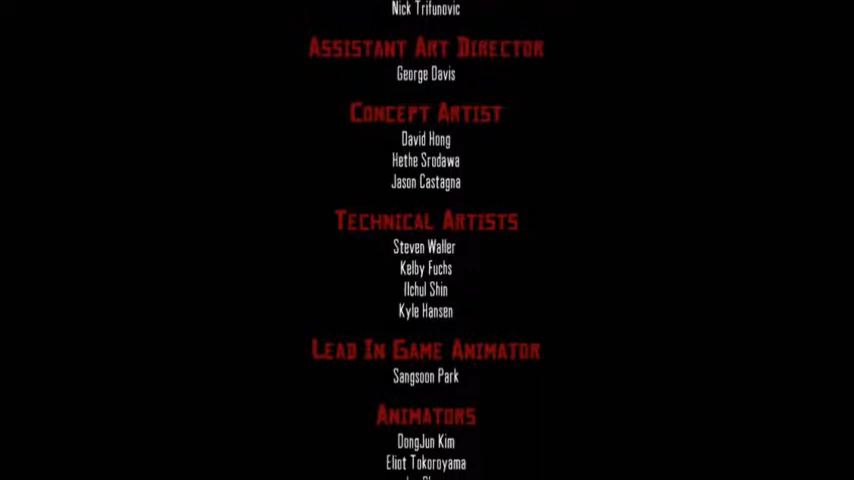 Nick Trifunovic
Assistant Art Director
George Davis
Concept Artist
David Hong
Hethe Srodawa
Jason Castagna
Technical Artists
Steven Waller
Kelby Fuchs
Ilchul Shin
Kyle Hansen
Lead In Game Animator
Sangsoon Park
Animators
DongJun Kim
Eliot Tokoroyama